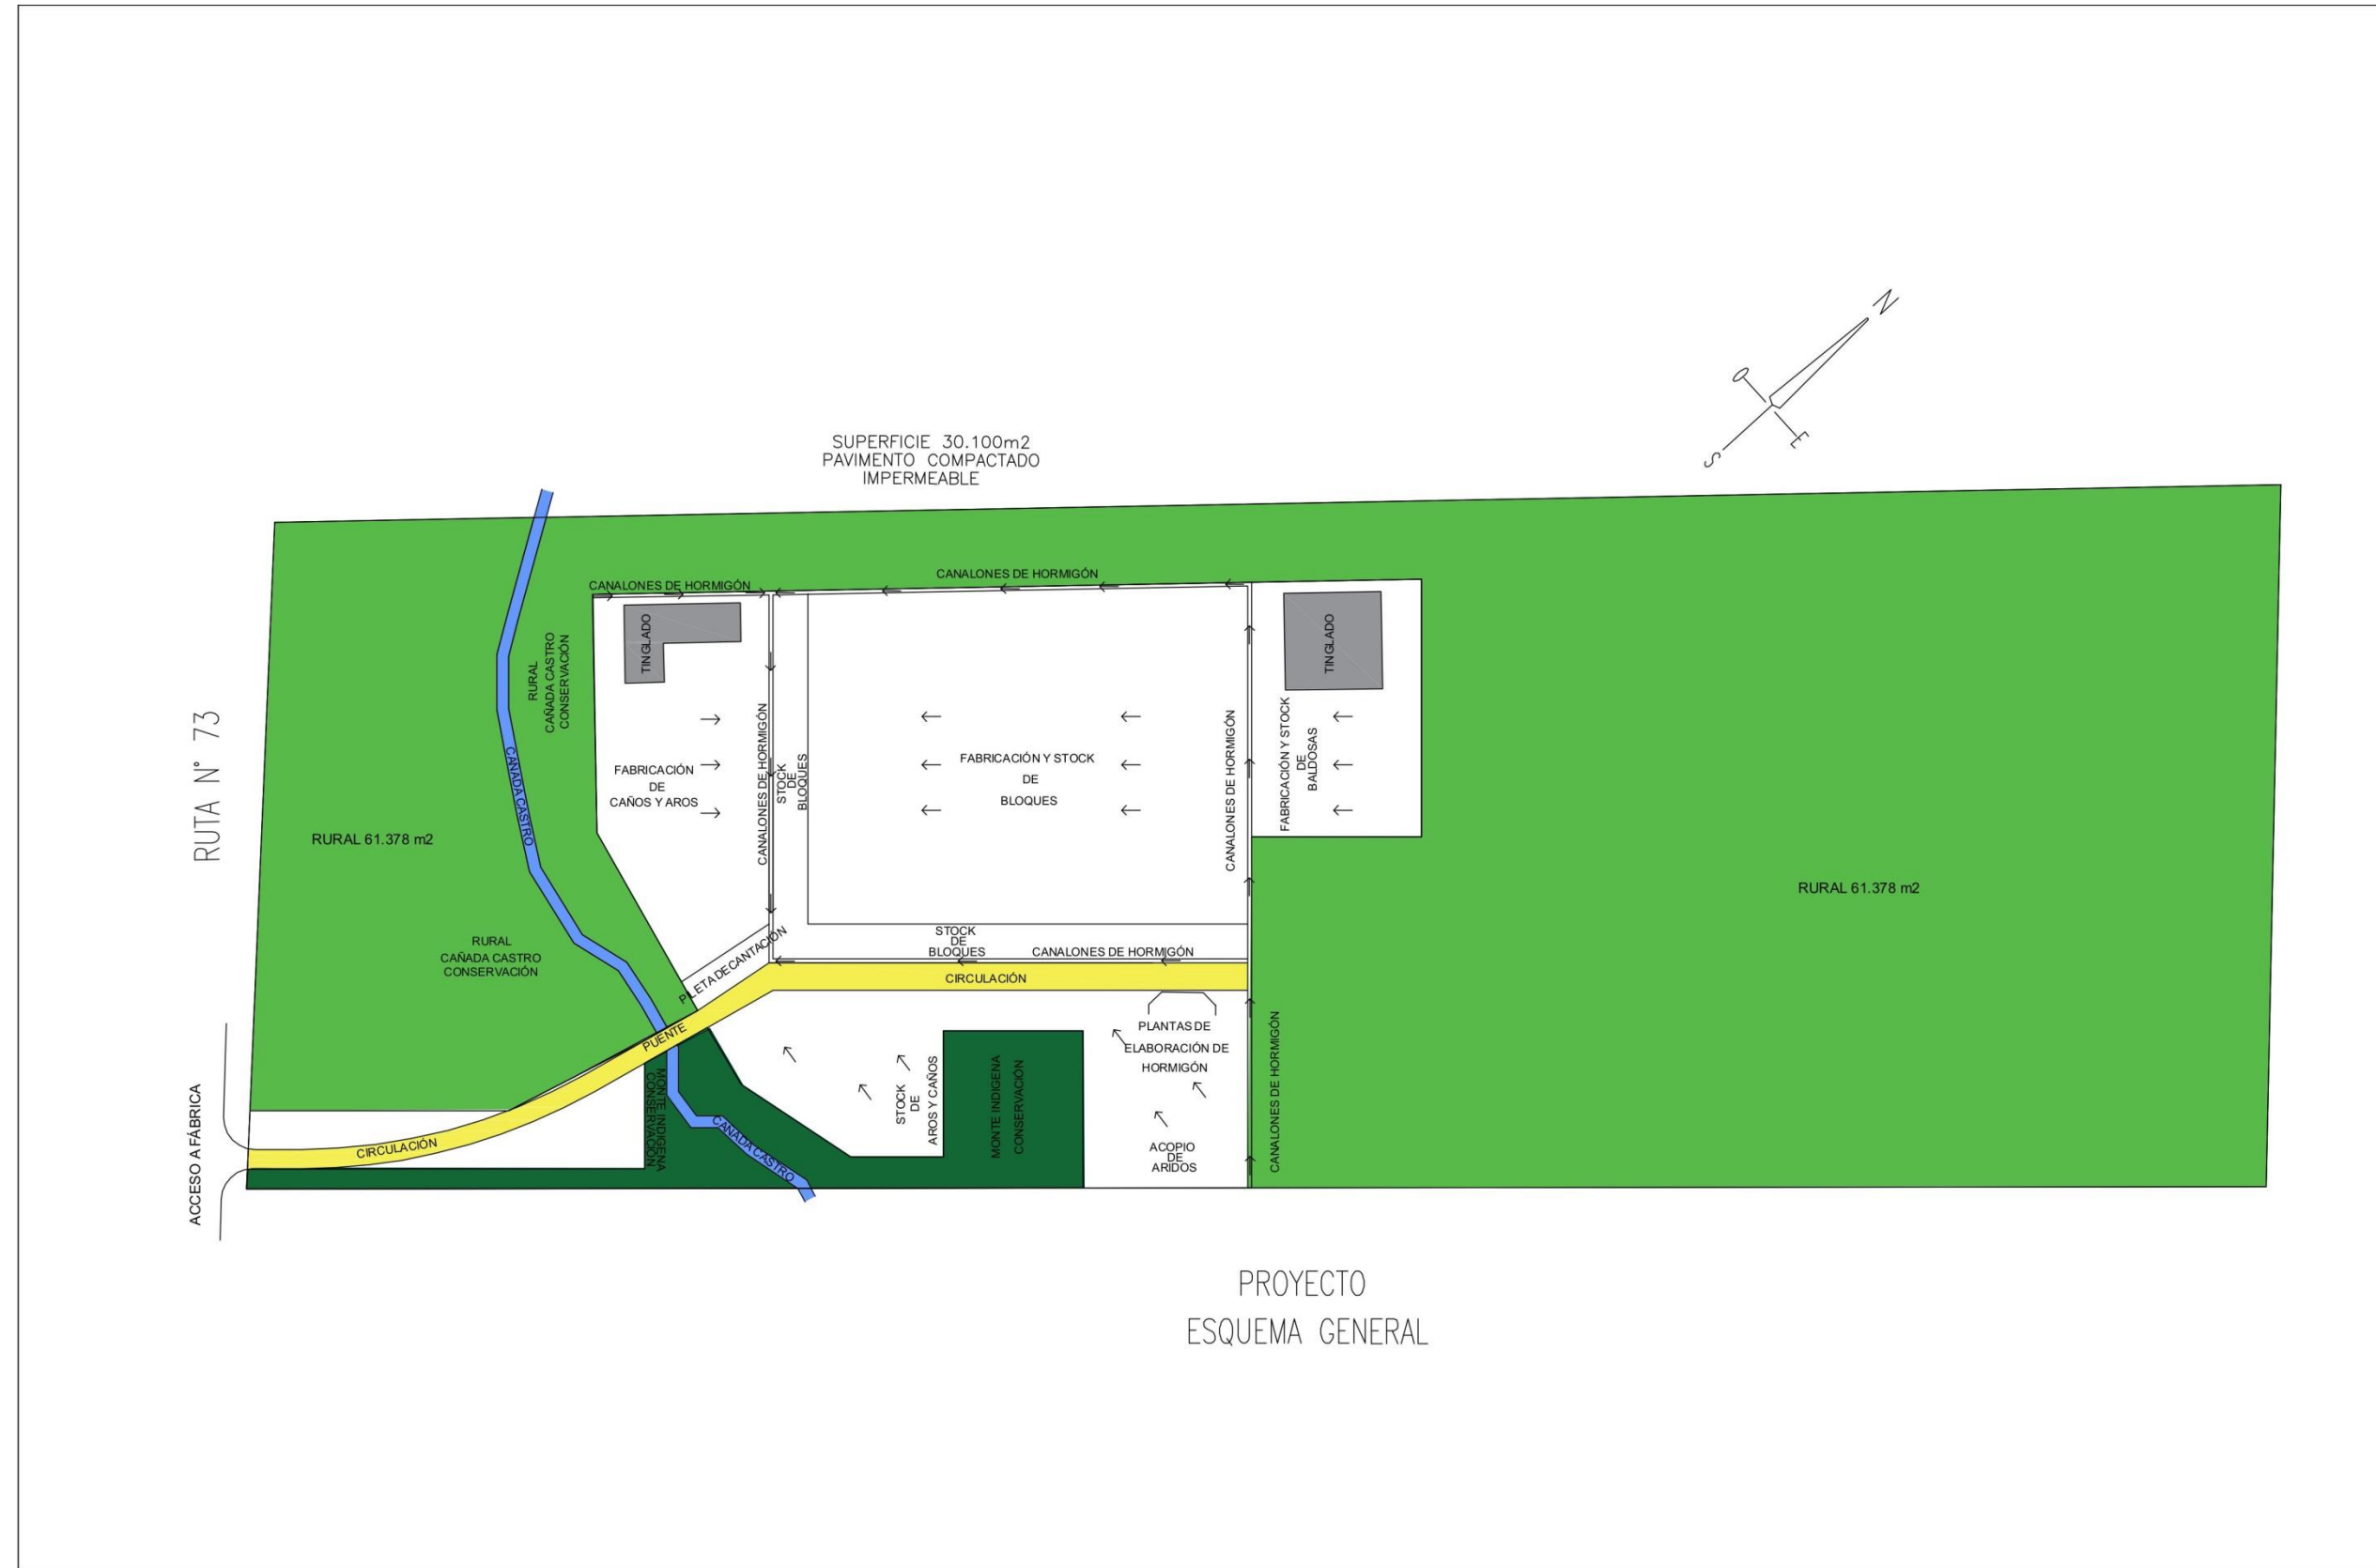 N
O
E
S
SUPERFICIE 30.100m2
PAVIMENTO COMPACTADO
IMPERMEABLE
CANALONES DE HORMIGÓN
CANALONES DE HORMIGÓN
TINGLADO
TINGLADO
RURAL
CAÑADA CASTRO
CONSERVACIÓN
RUTA N° 73
CAÑADA CASTRO
FABRICACIÓN
DE
CAÑOS Y AROS
CANALONES DE HORMIGÓN
STOCK
DE
BLOQUES
FABRICACIÓN Y STOCK
DE
BLOQUES
CANALONES DE HORMIGÓN
FABRICACIÓN Y STOCK
DE
BALDOSAS
RURAL 61.378 m2
RURAL 61.378 m2
RURAL
CAÑADA CASTRO
CONSERVACIÓN
PILETA DECANTACIÓN
STOCK
DE
BLOQUES
CANALONES DE HORMIGÓN
CIRCULACIÓN
PUENTE
PLANTAS DE
ELABORACIÓN DE
HORMIGÓN
STOCK
DE
AROS Y CAÑOS
MONTE INDIGENA
CONSERVACIÓN
MONTE INDIGENA
CONSERVACIÓN
CANALONES DE HORMIGÓN
ACCESO A FÁBRICA
CIRCULACIÓN
CAÑADA CASTRO
ACOPIO
DE
ARIDOS
PROYECTO
ESQUEMA GENERAL